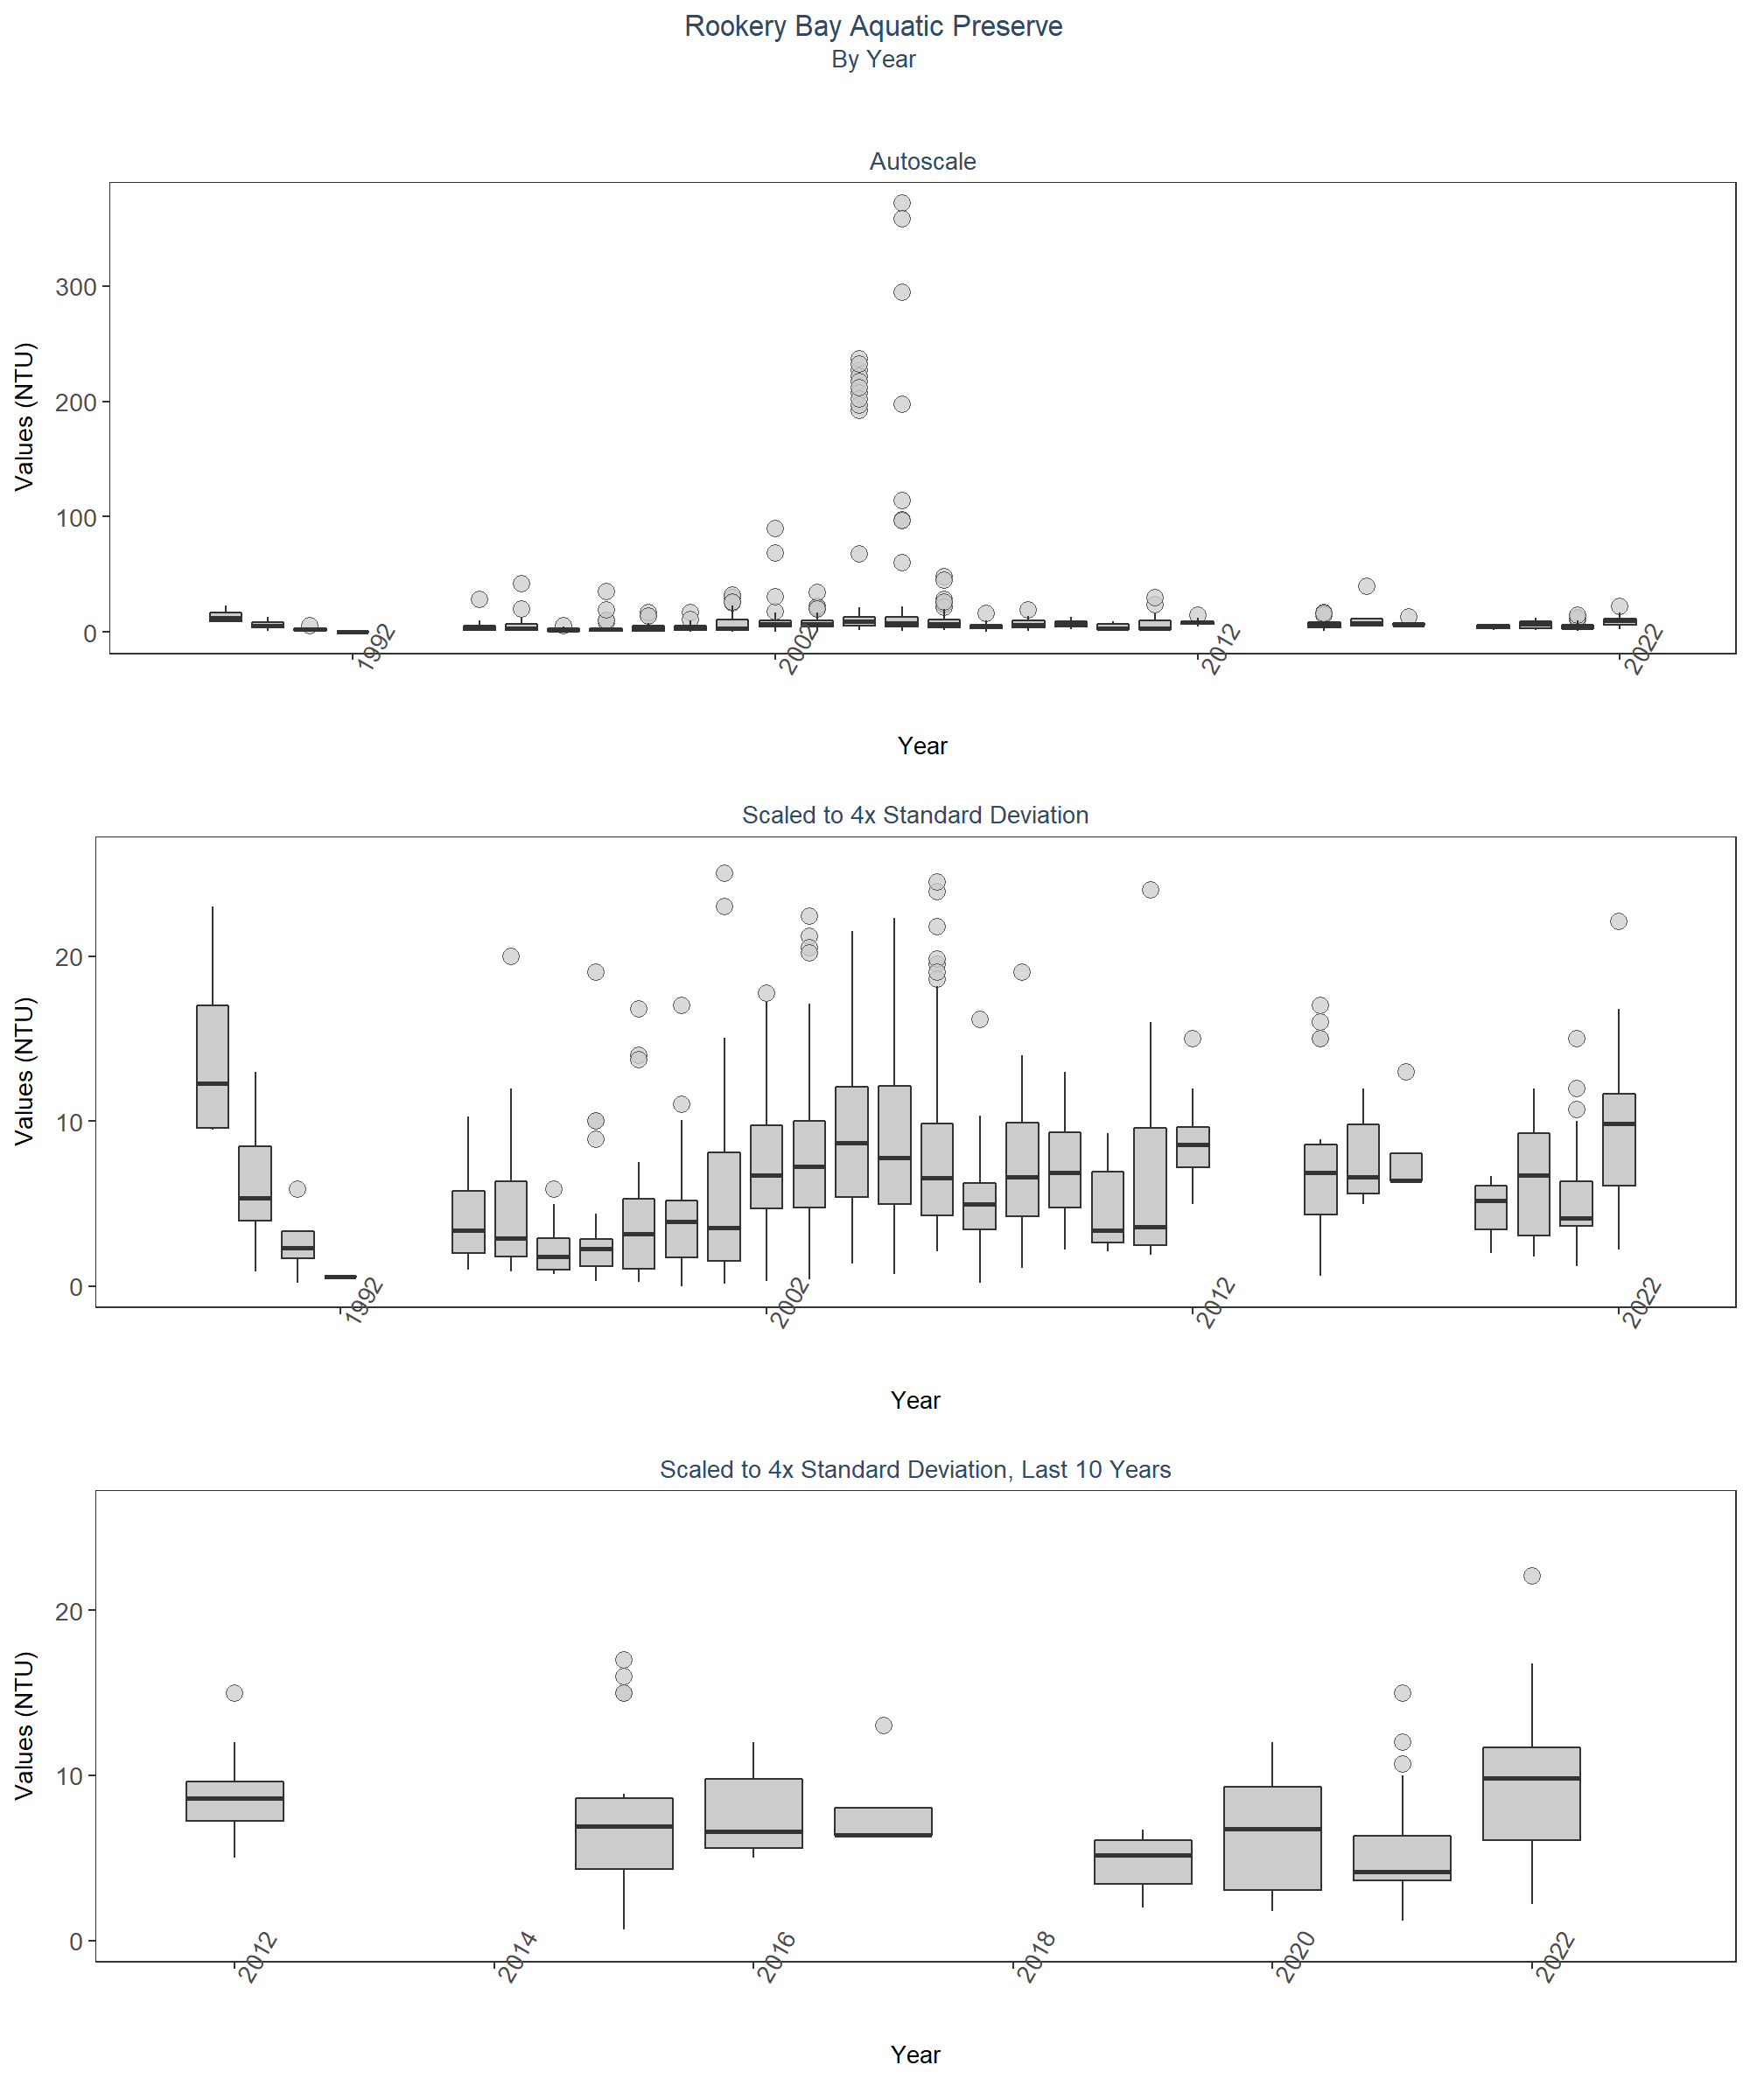 Rookery Bay Aquatic Preserve
By Year
Autoscale
Values (NTU)
300
200
100
0
1992
2002
2012
2022
Year
Scaled to 4x Standard Deviation
Values (NTU)
20
10
0
1992
2002
2012
2022
Year
Scaled to 4x Standard Deviation, Last 10 Years
Values (NTU)
20
10
0
2012
2014
2016
2018
2020
2022
Year